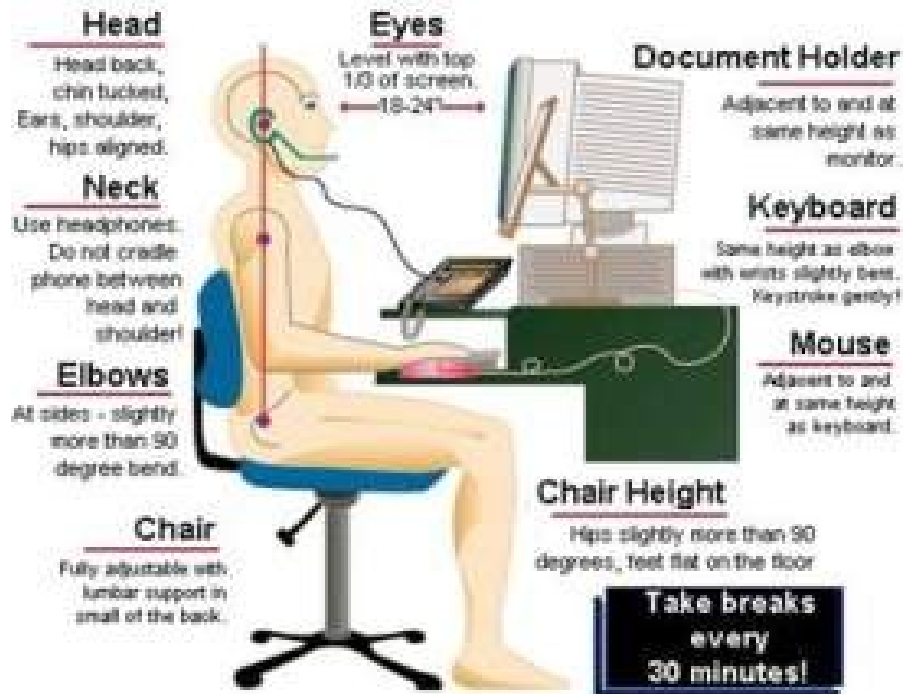 Head
Head back,
chin tucked,
Ears, shoulder,
hips aligned.
Neck
Use headphones.
Do not cradle
phone between
head and
shoulder!
Elbows
At sides - slightly
more than 90
degree bend.
Chair
Fully adjustable with
lumbar support in
small of the back.
Eyes
Level with top
1/3 of screen.
18-24"
Document Holder
Adjacent to and at
same height as
monitor.
Keyboard
Same height as elbow
with wrists slightly bent.
Keystroke gently!
Mouse
Adjacent to and
at same height
as keyboard.
Chair Height
Hips slightly more than 90
degrees, feet flat on the floor
Take breaks
every
30 minutes!